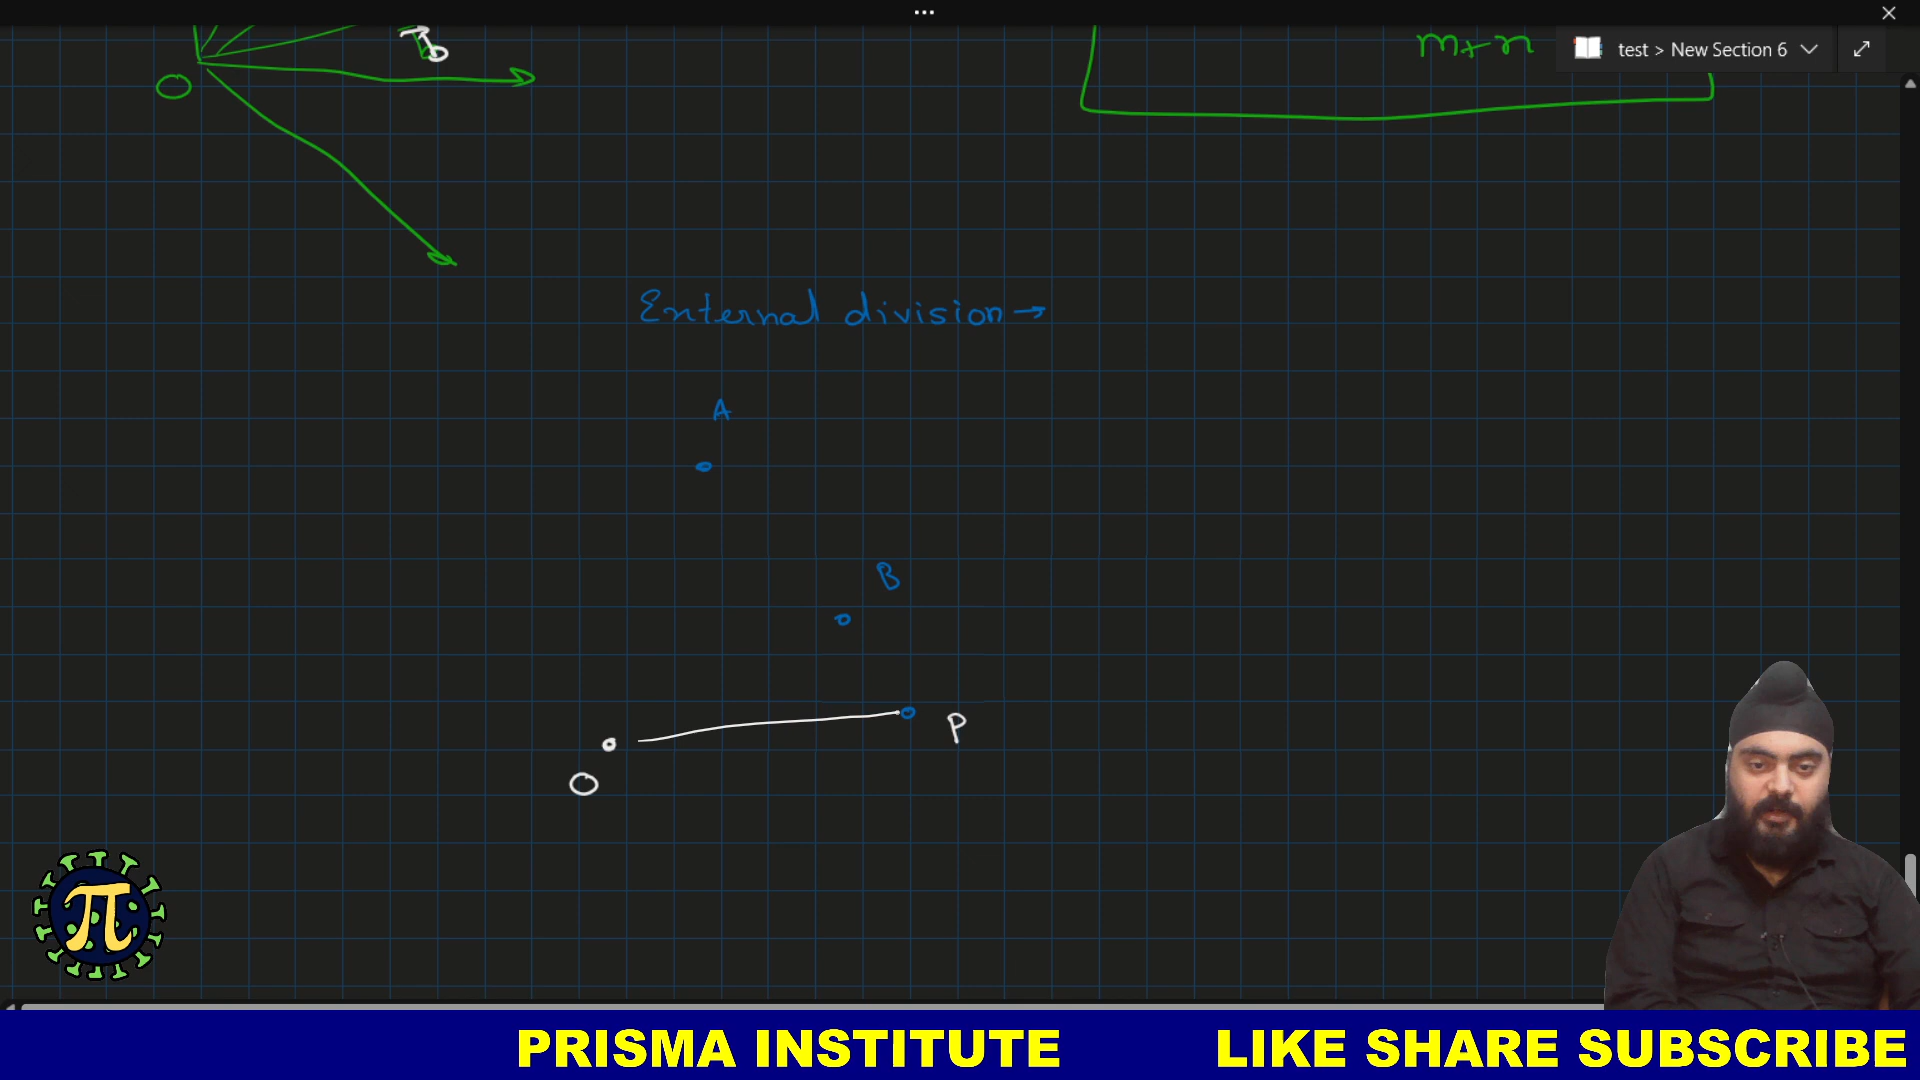 ...
m+n
test > New Section 6
b
O
External division →
A
B
P
O
π
PRISMA INSTITUTE LIKE SHARE SUBSCRIBE